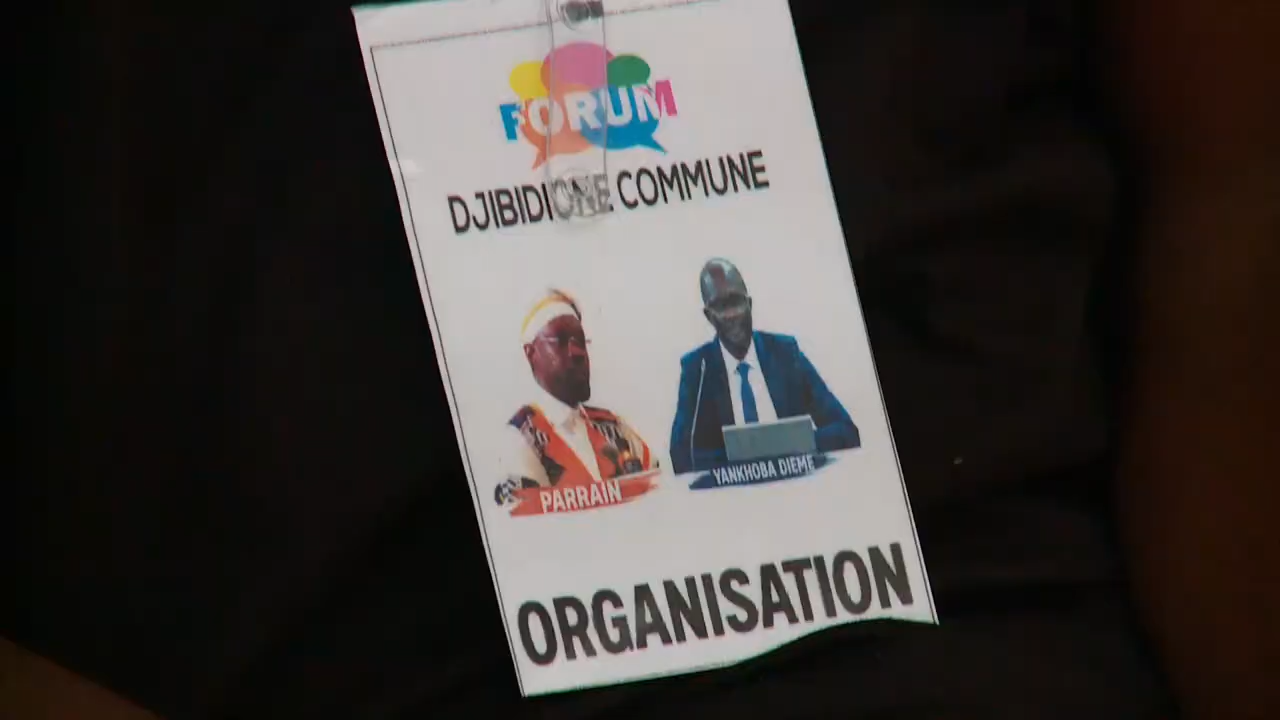 FORUM
DJIBIDIONE COMMUNE
PARRAIN
YANKHOBA DIEME
ORGANISATION